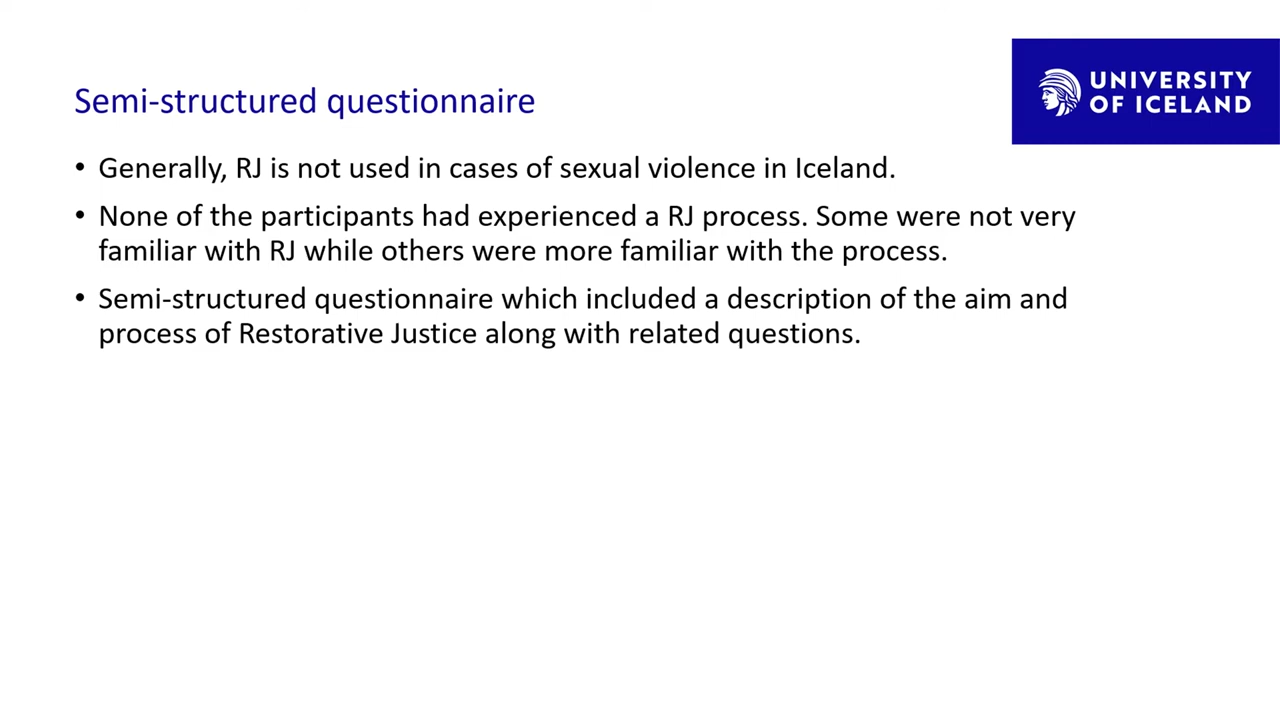 UNIVERSITY
OF ICELAND
Semi-structured questionnaire
• Generally, RJ is not used in cases of sexual violence in Iceland.
• None of the participants had experienced a RJ process. Some were not very
familiar with RJ while others were more familiar with the process.
• Semi-structured questionnaire which included a description of the aim and
process of Restorative Justice along with related questions.